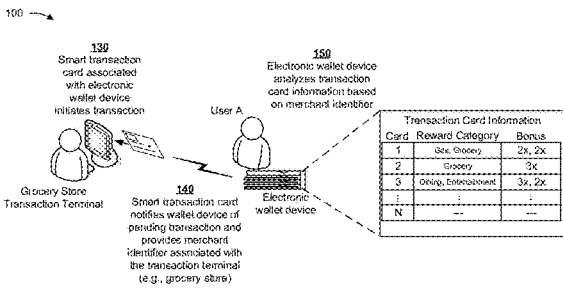 100
130
Smart transaction
card associated
with electronic
wallet device
initiates transaction
150
Electronic wallet device
analyzes transaction
card information based
on merchant identifier
User A
Grocery Store
Transaction Terminal
140
Smart transaction card
notifies wallet device of
pending transaction and
provides merchant
identifier associated with
the transaction terminal
(e.g., grocery store)
Electronic
wallet device
Transaction Card Information
Card Reward Category Bonus
1 Gas, Grocery 2x, 2x
2 Grocery 3x
3 Dining, Entertainment 3x, 2x
⋮ ⋮ ⋮
N --- ---